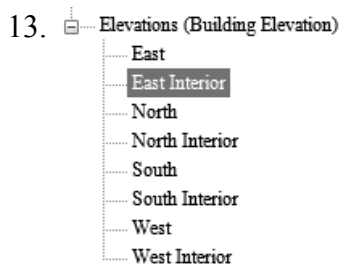 13. Elevations (Building Elevation)
East
East Interior
North
North Interior
South
South Interior
West
West Interior